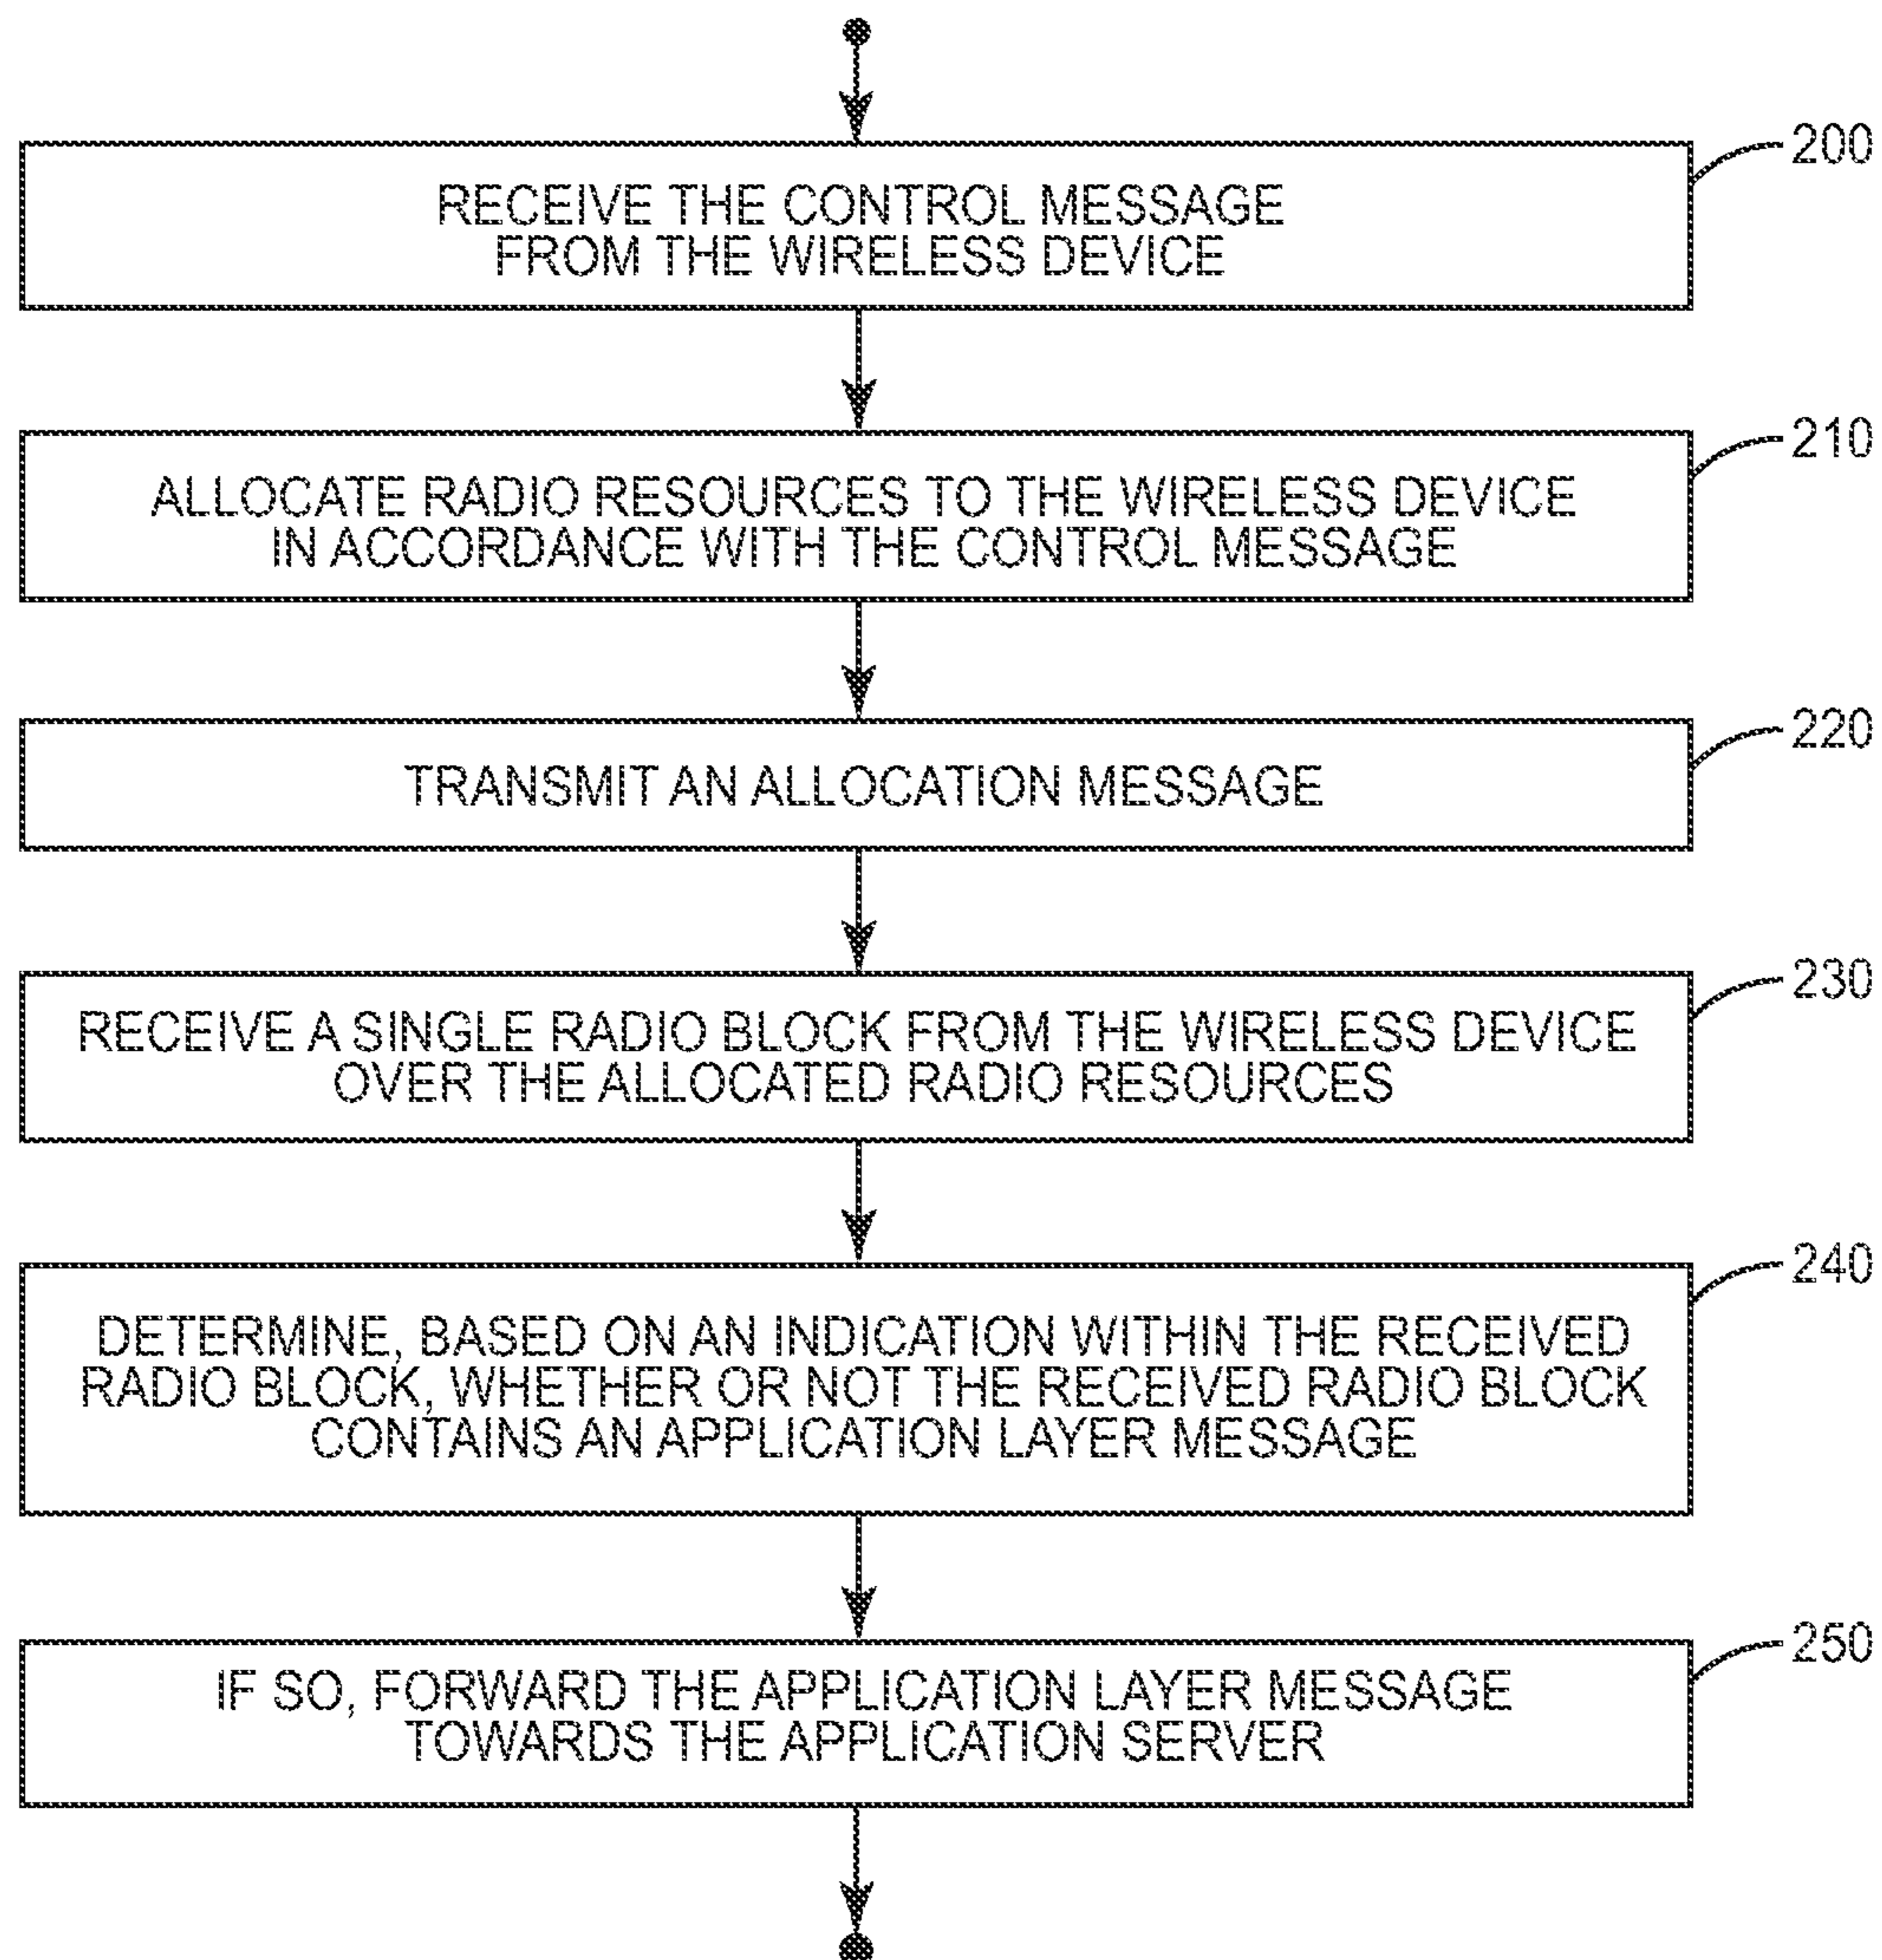 200
RECEIVE THE CONTROL MESSAGE
FROM THE WIRELESS DEVICE
210
ALLOCATE RADIO RESOURCES TO THE WIRELESS DEVICE
IN ACCORDANCE WITH THE CONTROL MESSAGE
220
TRANSMIT AN ALLOCATION MESSAGE
230
RECEIVE A SINGLE RADIO BLOCK FROM THE WIRELESS DEVICE
OVER THE ALLOCATED RADIO RESOURCES
240
DETERMINE, BASED ON AN INDICATION WITHIN THE RECEIVED
RADIO BLOCK, WHETHER OR NOT THE RECEIVED RADIO BLOCK
CONTAINS AN APPLICATION LAYER MESSAGE
250
IF SO, FORWARD THE APPLICATION LAYER MESSAGE
TOWARDS THE APPLICATION SERVER